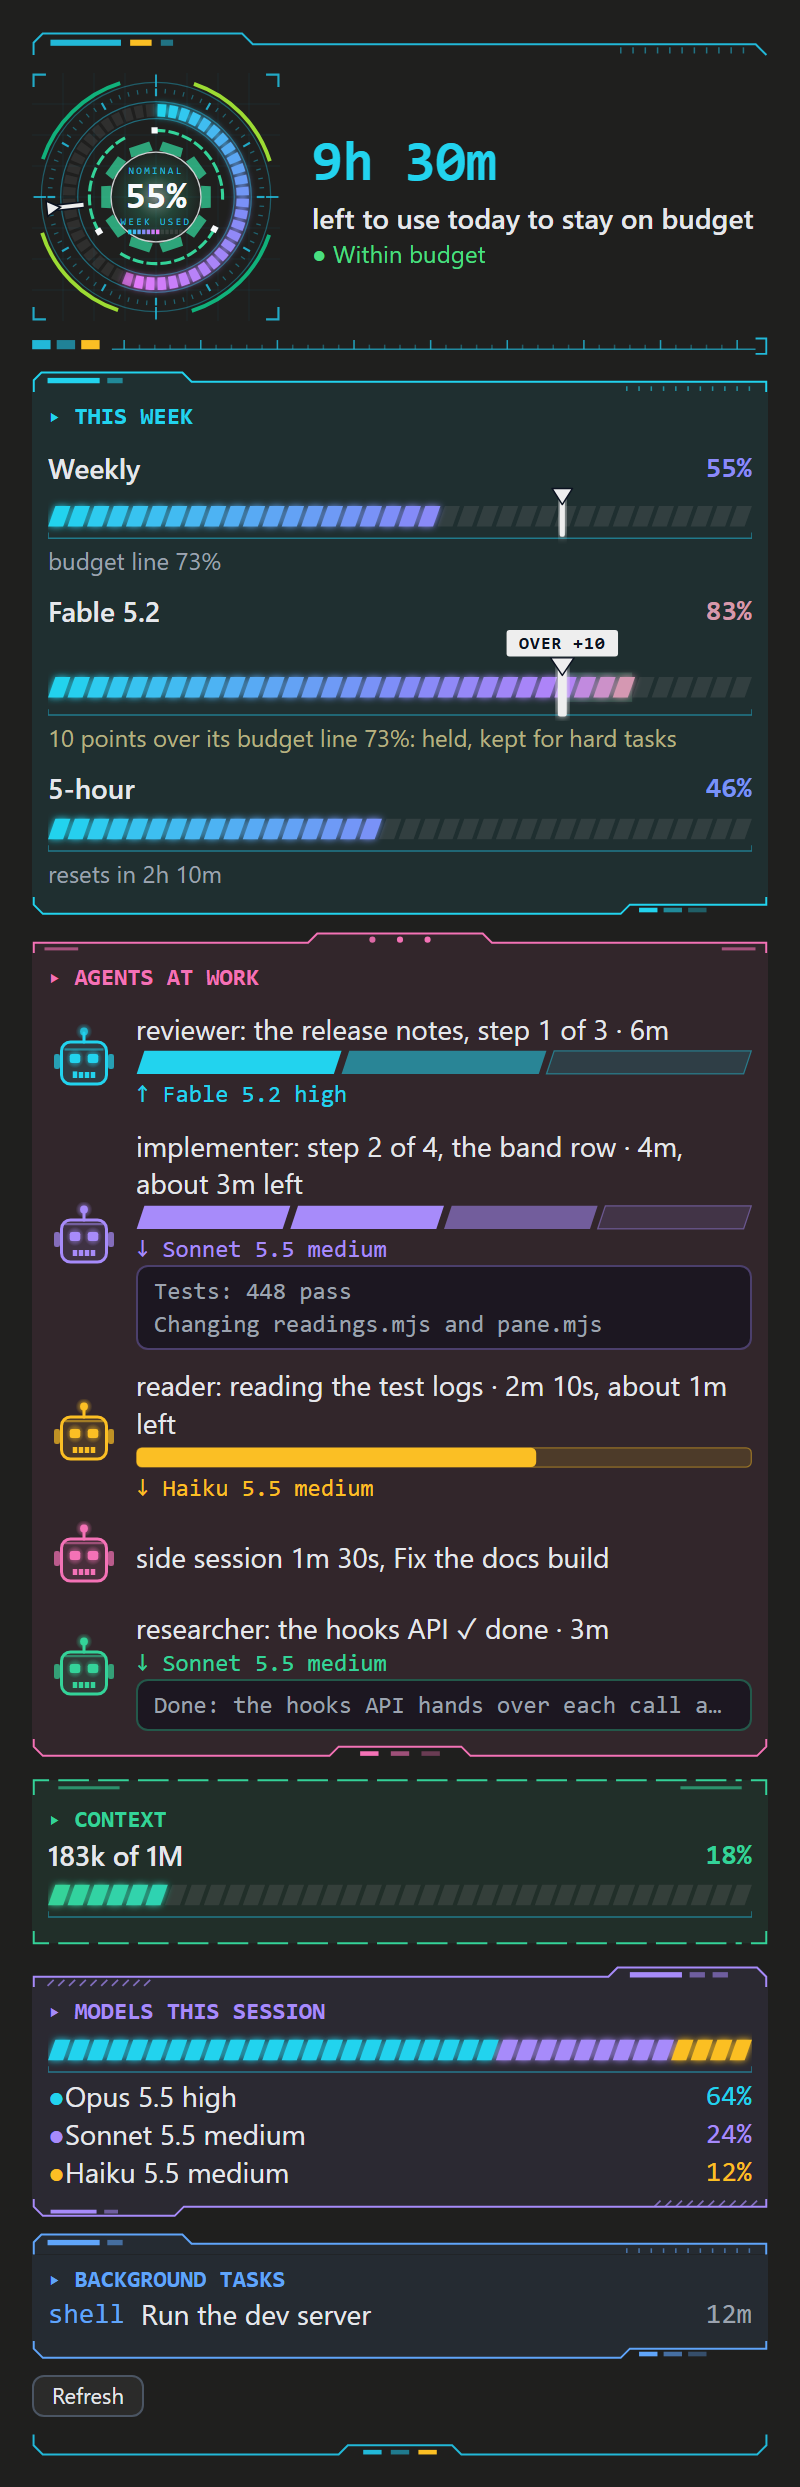 NOMINAL
55%
WEEK USED
9h 30m
left to use today to stay on budget
● Within budget
▸ THIS WEEK
Weekly 55%
budget line 73%
Fable 5.2 83%
OVER +10
10 points over its budget line 73%: held, kept for hard tasks
5-hour 46%
resets in 2h 10m
▸ AGENTS AT WORK
reviewer: the release notes, step 1 of 3 · 6m
↑ Fable 5.2 high
implementer: step 2 of 4, the band row · 4m,
about 3m left
↓ Sonnet 5.5 medium
Tests: 448 pass
Changing readings.mjs and pane.mjs
reader: reading the test logs · 2m 10s, about 1m
left
↓ Haiku 5.5 medium
side session 1m 30s, Fix the docs build
researcher: the hooks API ✓ done · 3m
↓ Sonnet 5.5 medium
Done: the hooks API hands over each call a…
▸ CONTEXT
183k of 1M 18%
▸ MODELS THIS SESSION
●Opus 5.5 high 64%
●Sonnet 5.5 medium 24%
●Haiku 5.5 medium 12%
▸ BACKGROUND TASKS
shell Run the dev server 12m
Refresh